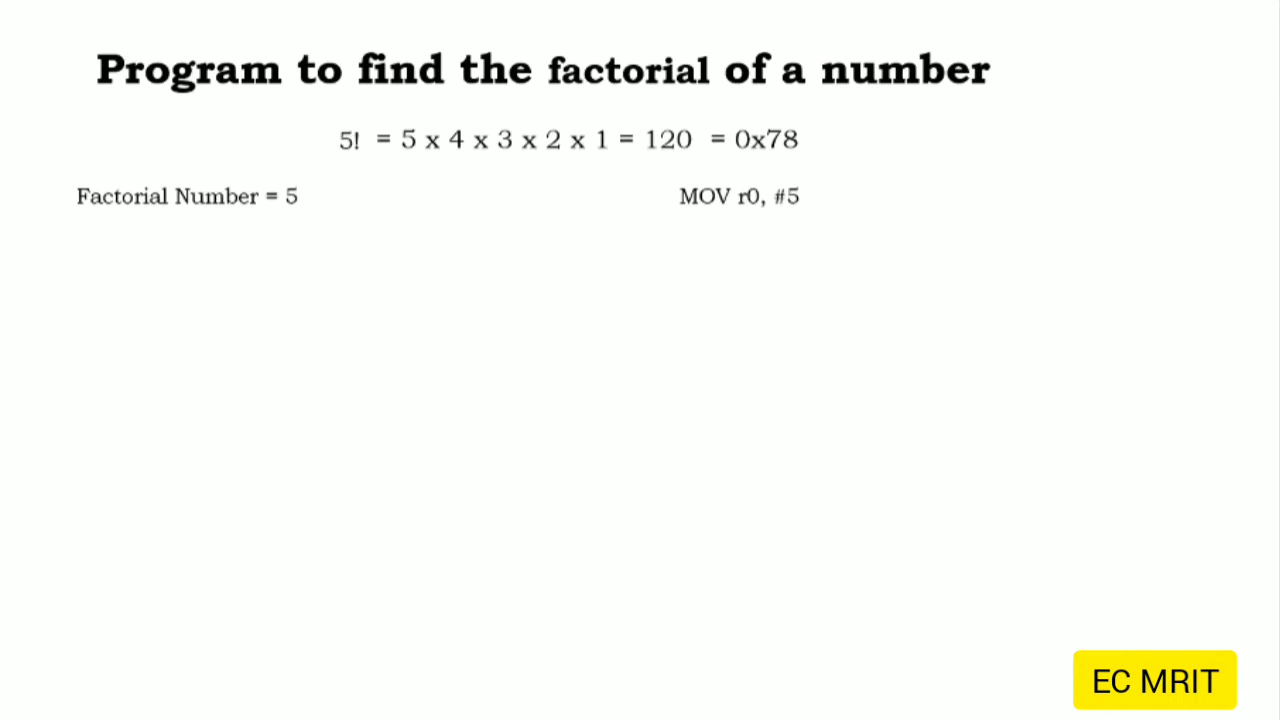 Program to find the factorial of a number
5! = 5 x 4 x 3 x 2 x 1 = 120 = 0x78
Factorial Number = 5
MOV r0, #5
EC MRIT